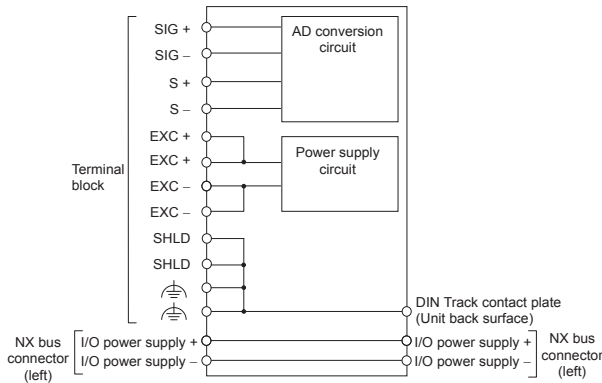 SIG +
SIG –
S +
S –
EXC +
EXC +
EXC –
EXC –
SHLD
SHLD
Terminal
block
AD conversion
circuit
Power supply
circuit
DIN Track contact plate
(Unit back surface)
NX bus
connector
(left)
I/O power supply +
I/O power supply –
I/O power supply +
I/O power supply –
NX bus
connector
(left)